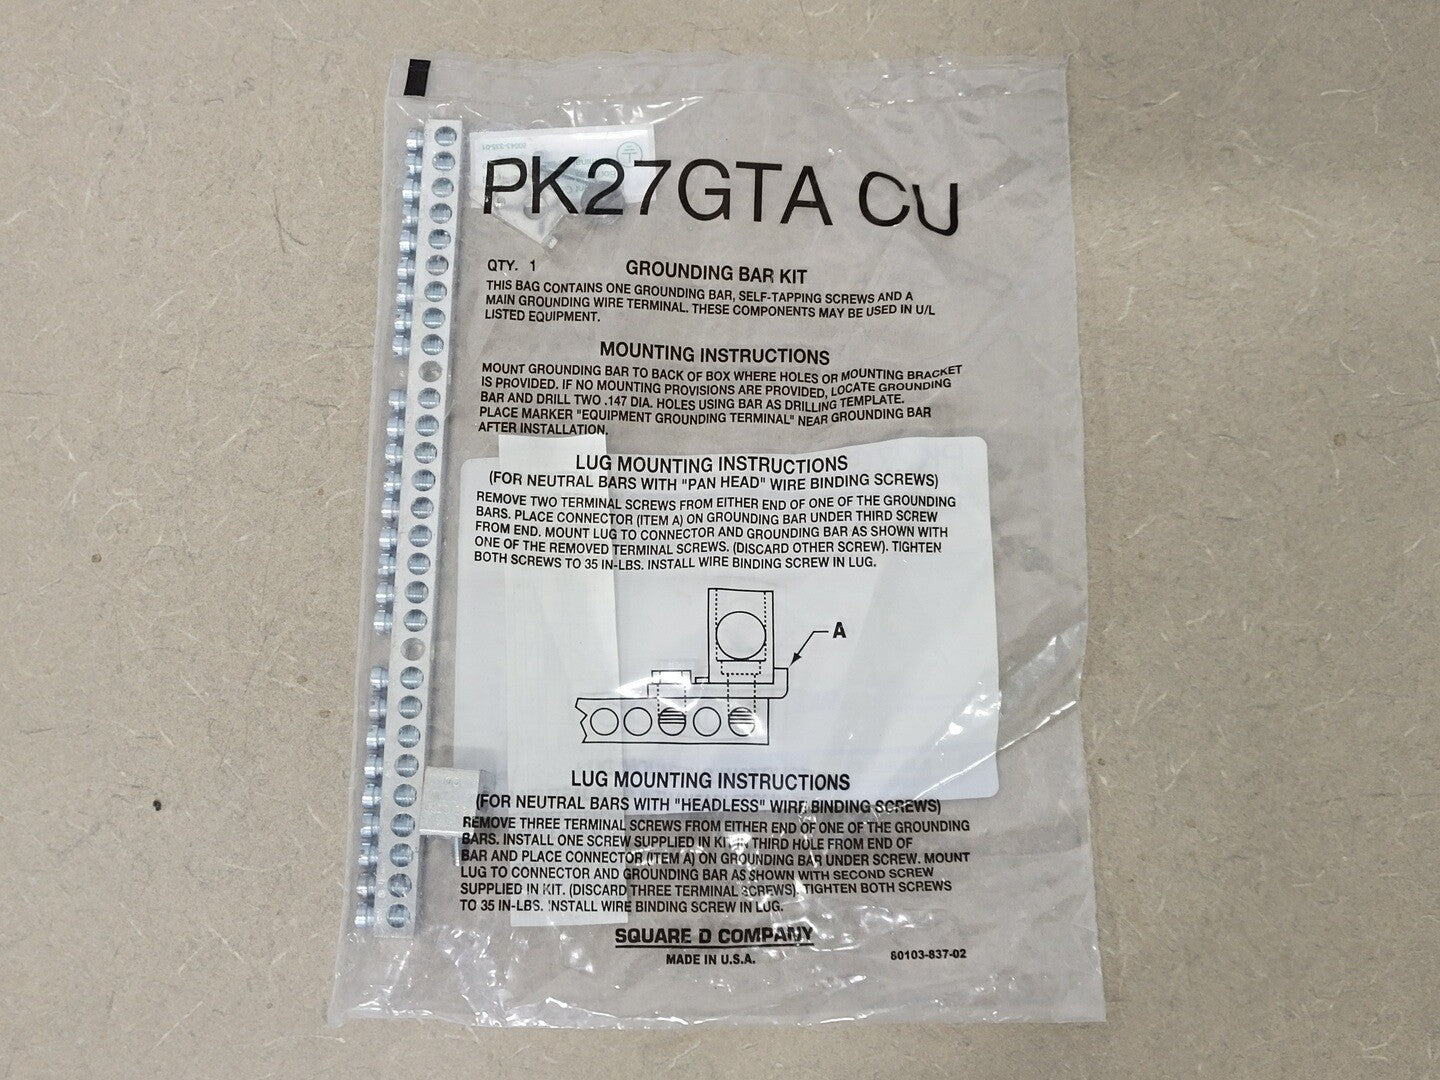 PK27GTA CU
QTY. 1 GROUNDING BAR KIT
THIS BAG CONTAINS ONE GROUNDING BAR, SELF-TAPPING SCREWS AND A
MAIN GROUNDING WIRE TERMINAL. THESE COMPONENTS MAY BE USED IN U/L
LISTED EQUIPMENT.
MOUNTING INSTRUCTIONS
MOUNT GROUNDING BAR TO BACK OF BOX WHERE HOLES OR MOUNTING BRACKET
IS PROVIDED. IF NO MOUNTING PROVISIONS ARE PROVIDED, LOCATE GROUNDING
BAR AND DRILL TWO .147 DIA. HOLES USING BAR AS DRILLING TEMPLATE.
PLACE MARKER "EQUIPMENT GROUNDING TERMINAL" NEAR GROUNDING BAR
AFTER INSTALLATION.
LUG MOUNTING INSTRUCTIONS
(FOR NEUTRAL BARS WITH "PAN HEAD" WIRE BINDING SCREWS)
REMOVE TWO TERMINAL SCREWS FROM EITHER END OF ONE OF THE GROUNDING
BARS. PLACE CONNECTOR (ITEM A) ON GROUNDING BAR UNDER THIRD SCREW
FROM END. MOUNT LUG TO CONNECTOR AND GROUNDING BAR AS SHOWN WITH
ONE OF THE REMOVED TERMINAL SCREWS. (DISCARD OTHER SCREW). TIGHTEN
BOTH SCREWS TO 35 IN-LBS. INSTALL WIRE BINDING SCREW IN LUG.
A
LUG MOUNTING INSTRUCTIONS
(FOR NEUTRAL BARS WITH "HEADLESS" WIRE BINDING SCREWS)
REMOVE THREE TERMINAL SCREWS FROM EITHER END OF ONE OF THE GROUNDING
BARS. INSTALL ONE SCREW SUPPLIED IN KIT THIRD HOLE FROM END OF
BAR AND PLACE CONNECTOR (ITEM A) ON GROUNDING BAR UNDER SCREW. MOUNT
LUG TO CONNECTOR AND GROUNDING BAR AS SHOWN WITH SECOND SCREW
SUPPLIED IN KIT. (DISCARD THREE TERMINAL SCREWS). TIGHTEN BOTH SCREWS
TO 35 IN-LBS. INSTALL WIRE BINDING SCREW IN LUG.
SQUARE D COMPANY
MADE IN U.S.A.
80103-837-02